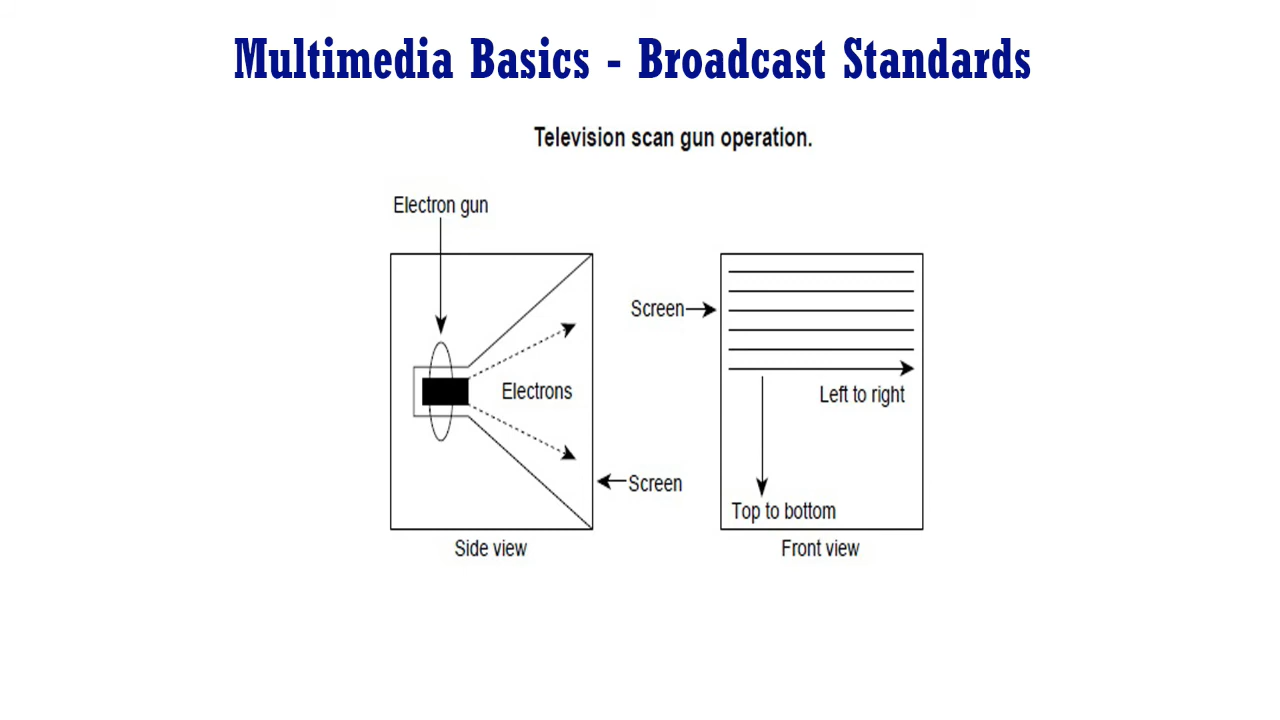 Multimedia Basics - Broadcast Standards
Television scan gun operation.
Electron gun
Electrons
Screen
Side view
Screen
Left to right
Top to bottom
Front view